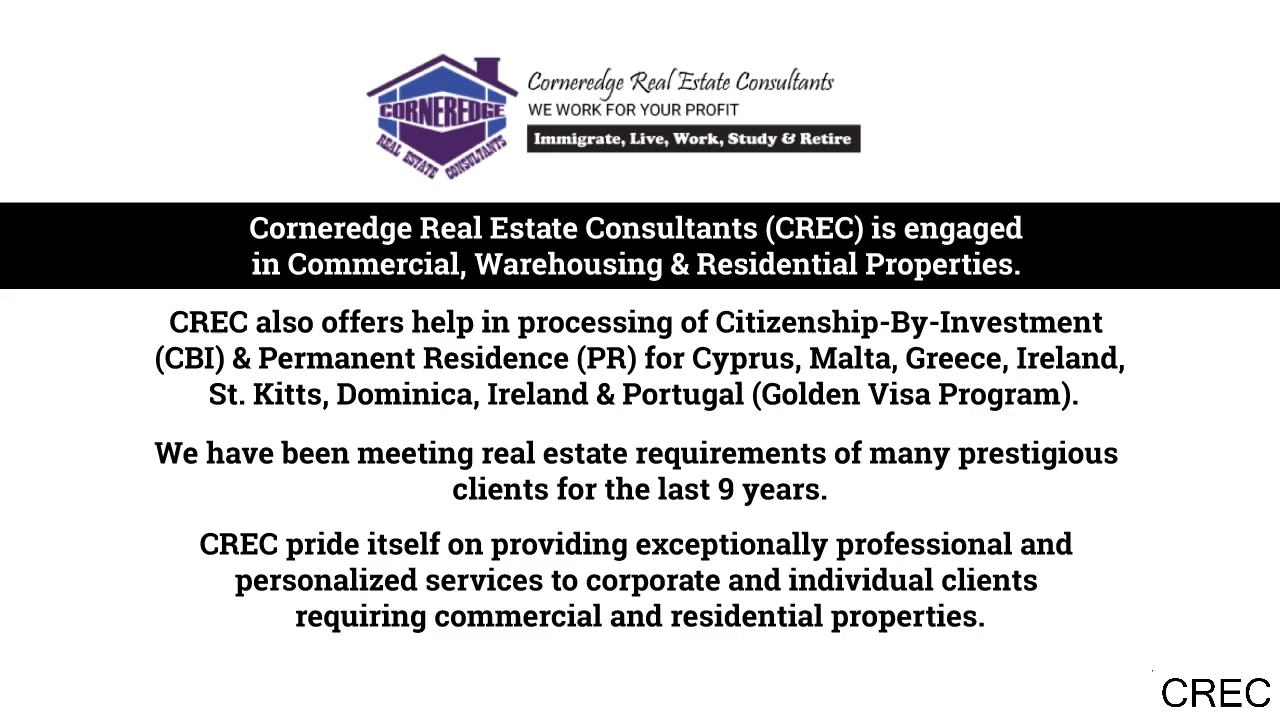 CORNEREDGE
REAL ESTATE CONSULTANTS
Corneredge Real Estate Consultants
WE WORK FOR YOUR PROFIT
Immigrate, Live, Work, Study & Retire
Corneredge Real Estate Consultants (CREC) is engaged
in Commercial, Warehousing & Residential Properties.
CREC also offers help in processing of Citizenship-By-Investment
(CBI) & Permanent Residence (PR) for Cyprus, Malta, Greece, Ireland,
St. Kitts, Dominica, Ireland & Portugal (Golden Visa Program).
We have been meeting real estate requirements of many prestigious
clients for the last 9 years.
CREC pride itself on providing exceptionally professional and
personalized services to corporate and individual clients
requiring commercial and residential properties.
CREC